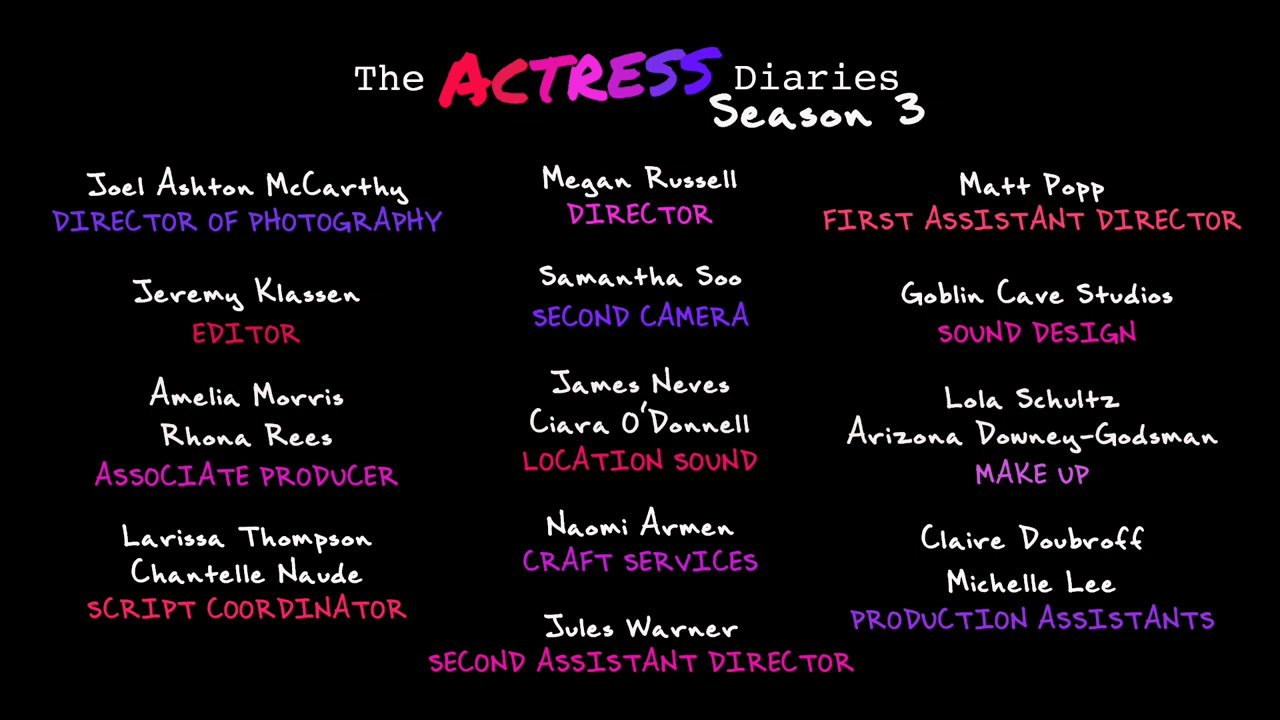 The ACTRESS Diaries
Season 3
Joel Ashton McCarthy
DIRECTOR OF PHOTOGRAPHY
Jeremy Klassen
EDITOR
Amelia Morris
Rhona Rees
ASSOCIATE PRODUCER
Larissa Thompson
Chantelle Naude
SCRIPT COORDINATOR
Megan Russell
DIRECTOR
Samantha Soo
SECOND CAMERA
James Neves
Ciara O'Donnell
LOCATION SOUND
Naomi Armen
CRAFT SERVICES
Jules Warner
SECOND ASSISTANT DIRECTOR
Matt Popp
FIRST ASSISTANT DIRECTOR
Goblin Cave Studios
SOUND DESIGN
Lola Schultz
Arizona Downey-Godsman
MAKE UP
Claire Doubroff
Michelle Lee
PRODUCTION ASSISTANTS